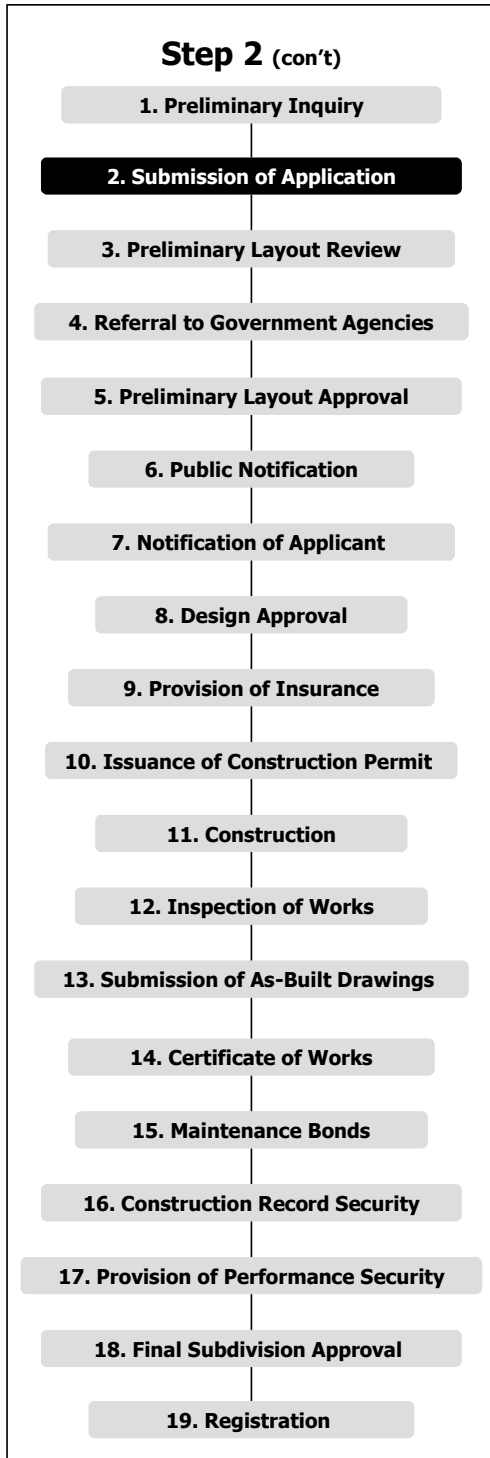 Step 2 (con't)
1. Preliminary Inquiry
2. Submission of Application
3. Preliminary Layout Review
4. Referral to Government Agencies
5. Preliminary Layout Approval
6. Public Notification
7. Notification of Applicant
8. Design Approval
9. Provision of Insurance
10. Issuance of Construction Permit
11. Construction
12. Inspection of Works
13. Submission of As-Built Drawings
14. Certificate of Works
15. Maintenance Bonds
16. Construction Record Security
17. Provision of Performance Security
18. Final Subdivision Approval
19. Registration